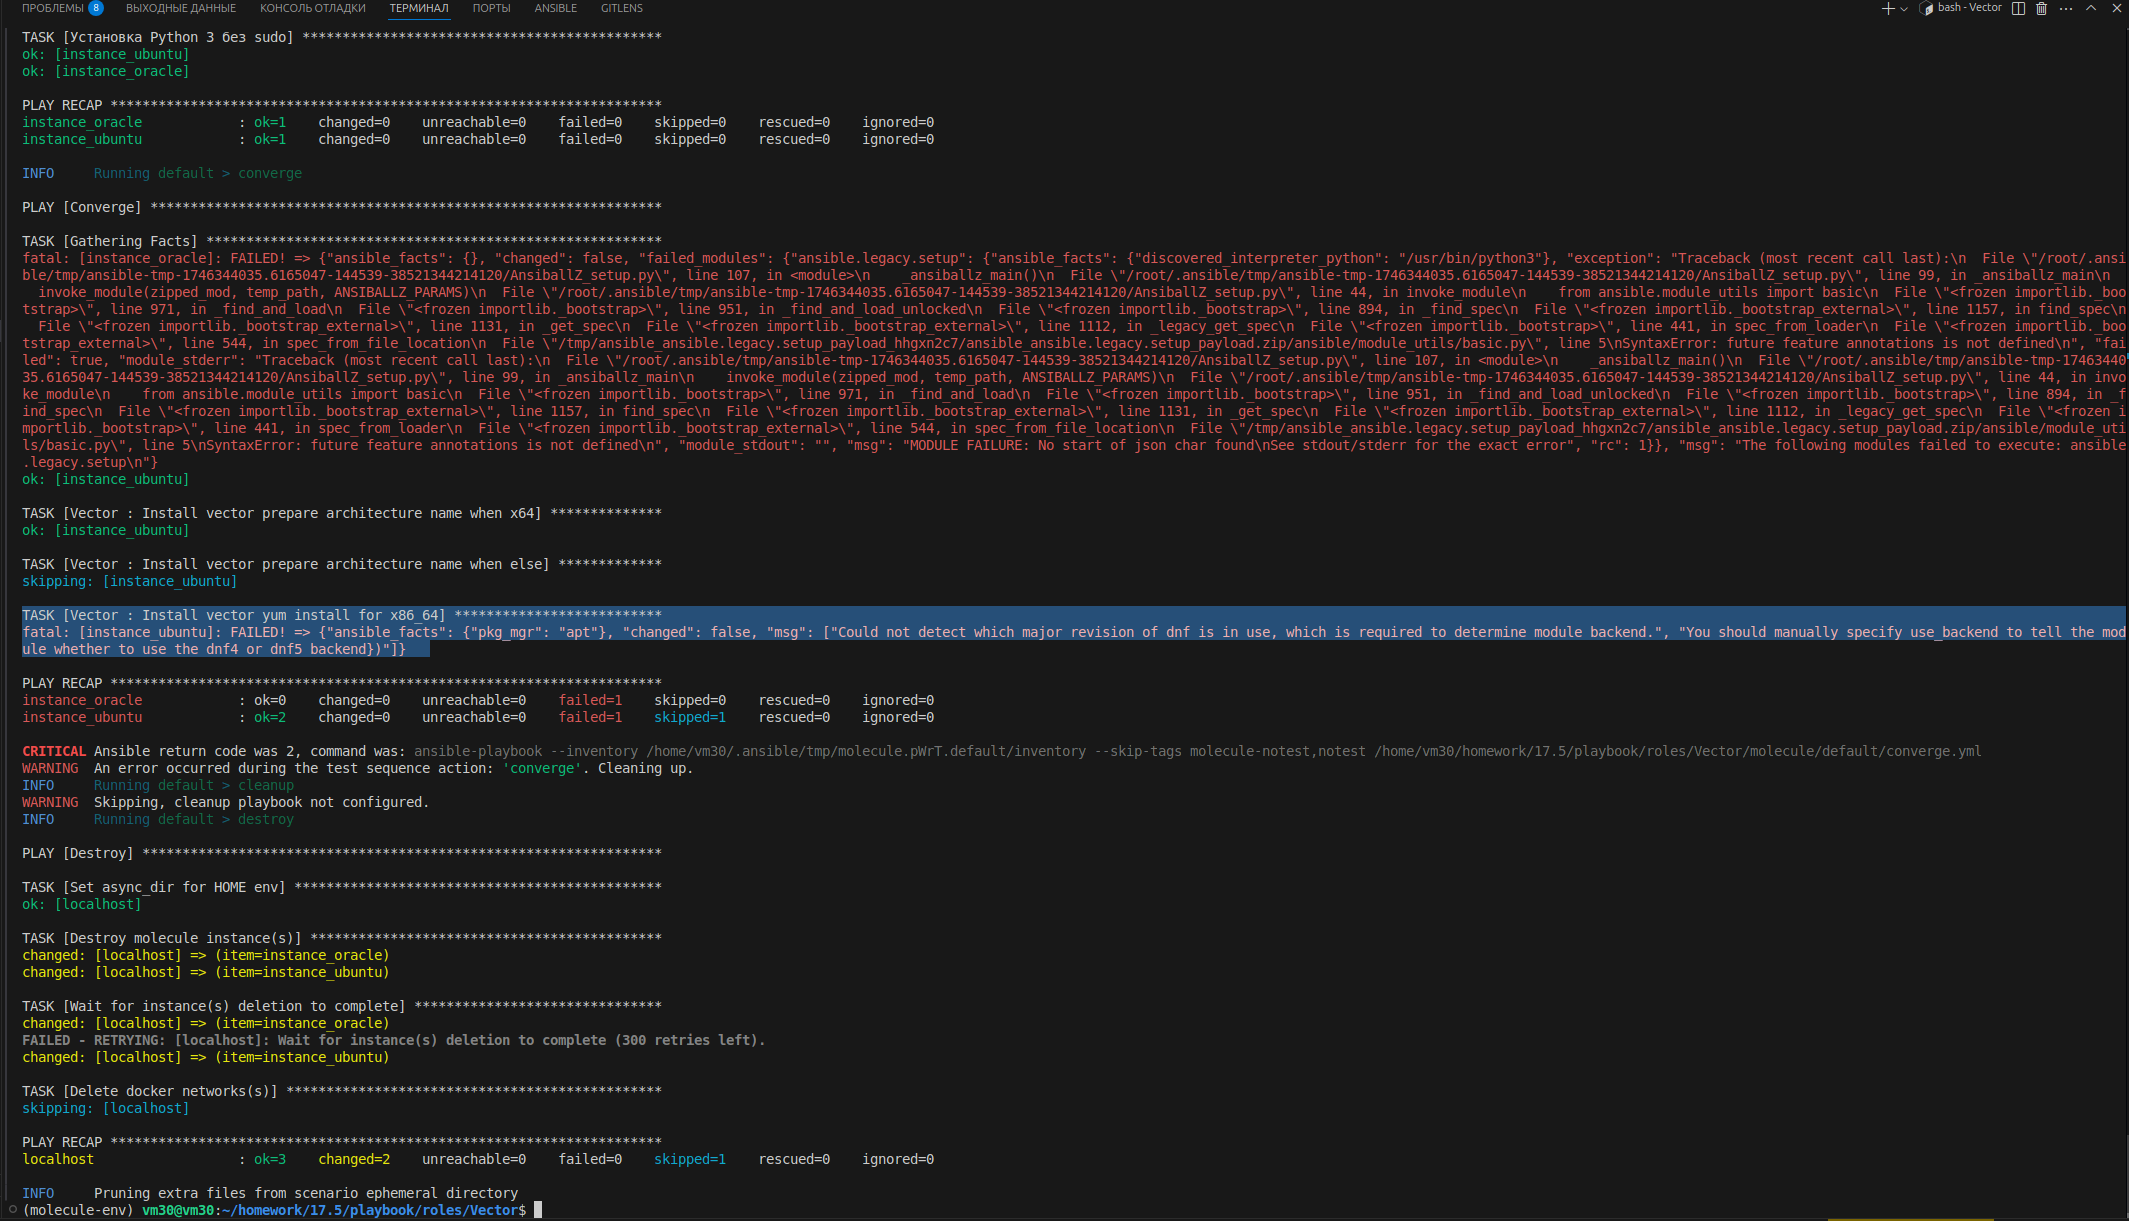 ПРОБЛЕМЫ 8 ВЫХОДНЫЕ ДАННЫЕ КОНСОЛЬ ОТЛАДКИ ТЕРМИНАЛ ПОРТЫ ANSIBLE GITLENS bash - Vector
TASK [Установка Python 3 без sudo] *********************************************
ok: [instance_ubuntu]
ok: [instance_oracle]
PLAY RECAP *********************************************************************
instance_oracle            : ok=1    changed=0    unreachable=0    failed=0    skipped=0    rescued=0    ignored=0
instance_ubuntu            : ok=1    changed=0    unreachable=0    failed=0    skipped=0    rescued=0    ignored=0
INFO     Running default > converge
PLAY [Converge] ****************************************************************
TASK [Gathering Facts] *********************************************************
fatal: [instance_oracle]: FAILED! => {"ansible_facts": {}, "changed": false, "failed_modules": {"ansible.legacy.setup": {"ansible_facts": {"discovered_interpreter_python": "/usr/bin/python3"}, "exception": "Traceback (most recent call last):\n  File \"/root/.ansi
ble/tmp/ansible-tmp-1746344035.6165047-144539-38521344214120/AnsiballZ_setup.py\", line 107, in <module>\n    _ansiballz_main()\n  File \"/root/.ansible/tmp/ansible-tmp-1746344035.6165047-144539-38521344214120/AnsiballZ_setup.py\", line 99, in _ansiballz_main\n
  invoke_module(zipped_mod, temp_path, ANSIBALLZ_PARAMS)\n  File \"/root/.ansible/tmp/ansible-tmp-1746344035.6165047-144539-38521344214120/AnsiballZ_setup.py\", line 44, in invoke_module\n    from ansible.module_utils import basic\n  File \"<frozen importlib._boo
tstrap>\", line 971, in _find_and_load\n  File \"<frozen importlib._bootstrap>\", line 951, in _find_and_load_unlocked\n  File \"<frozen importlib._bootstrap>\", line 894, in _find_spec\n  File \"<frozen importlib._bootstrap_external>\", line 1157, in find_spec\n
  File \"<frozen importlib._bootstrap_external>\", line 1131, in _get_spec\n  File \"<frozen importlib._bootstrap_external>\", line 1112, in _legacy_get_spec\n  File \"<frozen importlib._bootstrap>\", line 441, in spec_from_loader\n  File \"<frozen importlib._boo
tstrap_external>\", line 544, in spec_from_file_location\n  File \"/tmp/ansible_ansible.legacy.setup_payload_hhgxn2c7/ansible_ansible.legacy.setup_payload.zip/ansible/module_utils/basic.py\", line 5\nSyntaxError: future feature annotations is not defined\n", "fai
led": true, "module_stderr": "Traceback (most recent call last):\n  File \"/root/.ansible/tmp/ansible-tmp-1746344035.6165047-144539-38521344214120/AnsiballZ_setup.py\", line 107, in <module>\n    _ansiballz_main()\n  File \"/root/.ansible/tmp/ansible-tmp-17463440
35.6165047-144539-38521344214120/AnsiballZ_setup.py\", line 99, in _ansiballz_main\n    invoke_module(zipped_mod, temp_path, ANSIBALLZ_PARAMS)\n  File \"/root/.ansible/tmp/ansible-tmp-1746344035.6165047-144539-38521344214120/AnsiballZ_setup.py\", line 44, in invo
ke_module\n    from ansible.module_utils import basic\n  File \"<frozen importlib._bootstrap>\", line 971, in _find_and_load\n  File \"<frozen importlib._bootstrap>\", line 951, in _find_and_load_unlocked\n  File \"<frozen importlib._bootstrap>\", line 894, in _f
ind_spec\n  File \"<frozen importlib._bootstrap_external>\", line 1157, in find_spec\n  File \"<frozen importlib._bootstrap_external>\", line 1131, in _get_spec\n  File \"<frozen importlib._bootstrap_external>\", line 1112, in _legacy_get_spec\n  File \"<frozen i
mportlib._bootstrap>\", line 441, in spec_from_loader\n  File \"<frozen importlib._bootstrap_external>\", line 544, in spec_from_file_location\n  File \"/tmp/ansible_ansible.legacy.setup_payload_hhgxn2c7/ansible_ansible.legacy.setup_payload.zip/ansible/module_uti
ls/basic.py\", line 5\nSyntaxError: future feature annotations is not defined\n", "module_stdout": "", "msg": "MODULE FAILURE: No start of json char found\nSee stdout/stderr for the exact error", "rc": 1}}, "msg": "The following modules failed to execute: ansible
.legacy.setup\n"}
ok: [instance_ubuntu]
TASK [Vector : Install vector prepare architecture name when x64] **************
ok: [instance_ubuntu]
TASK [Vector : Install vector prepare architecture name when else] *************
skipping: [instance_ubuntu]
TASK [Vector : Install vector yum install for x86_64] **************************
fatal: [instance_ubuntu]: FAILED! => {"ansible_facts": {"pkg_mgr": "apt"}, "changed": false, "msg": ["Could not detect which major revision of dnf is in use, which is required to determine module backend.", "You should manually specify use_backend to tell the mod
ule whether to use the dnf4 or dnf5 backend})"]}
PLAY RECAP *********************************************************************
instance_oracle            : ok=0    changed=0    unreachable=0    failed=1    skipped=0    rescued=0    ignored=0
instance_ubuntu            : ok=2    changed=0    unreachable=0    failed=1    skipped=1    rescued=0    ignored=0
CRITICAL Ansible return code was 2, command was: ansible-playbook --inventory /home/vm30/.ansible/tmp/molecule.pWrT.default/inventory --skip-tags molecule-notest,notest /home/vm30/homework/17.5/playbook/roles/Vector/molecule/default/converge.yml
WARNING  An error occurred during the test sequence action: 'converge'. Cleaning up.
INFO     Running default > cleanup
WARNING  Skipping, cleanup playbook not configured.
INFO     Running default > destroy
PLAY [Destroy] *****************************************************************
TASK [Set async_dir for HOME env] **********************************************
ok: [localhost]
TASK [Destroy molecule instance(s)] ********************************************
changed: [localhost] => (item=instance_oracle)
changed: [localhost] => (item=instance_ubuntu)
TASK [Wait for instance(s) deletion to complete] *******************************
changed: [localhost] => (item=instance_oracle)
FAILED - RETRYING: [localhost]: Wait for instance(s) deletion to complete (300 retries left).
changed: [localhost] => (item=instance_ubuntu)
TASK [Delete docker networks(s)] ***********************************************
skipping: [localhost]
PLAY RECAP *********************************************************************
localhost                  : ok=3    changed=2    unreachable=0    failed=0    skipped=1    rescued=0    ignored=0
INFO     Pruning extra files from scenario ephemeral directory
(molecule-env) vm30@vm30:~/homework/17.5/playbook/roles/Vector$